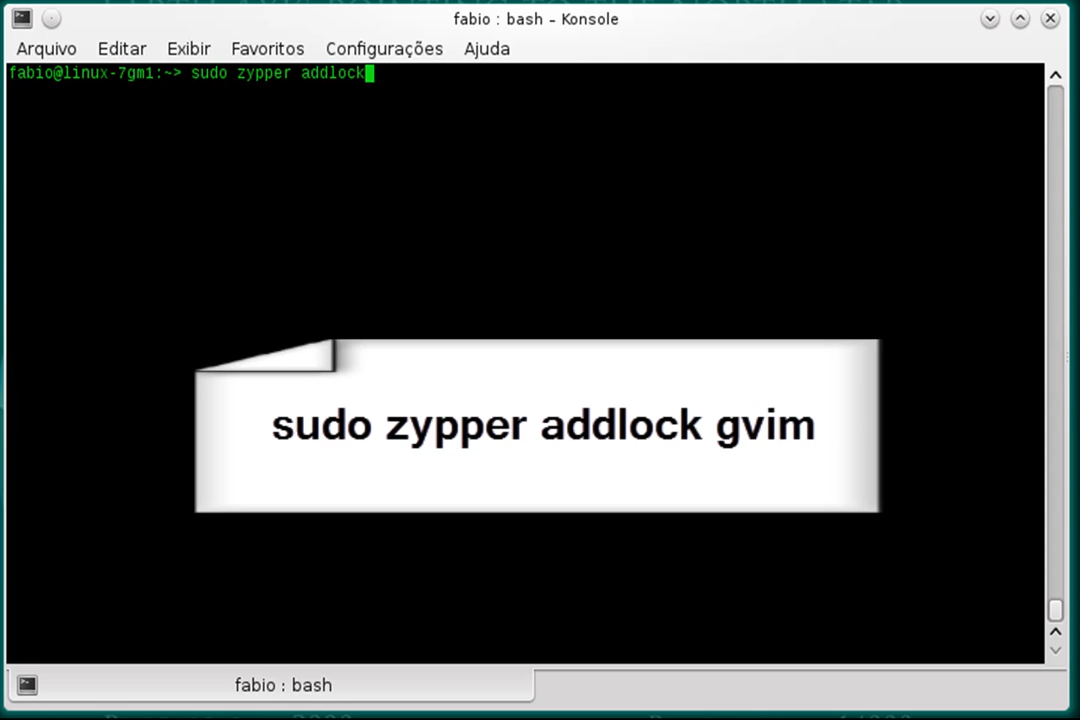 fabio : bash – Konsole
Arquivo Editar Exibir Favoritos Configurações Ajuda
fabio@linux-7gm1:~> sudo zypper addlock
sudo zypper addlock gvim
fabio : bash